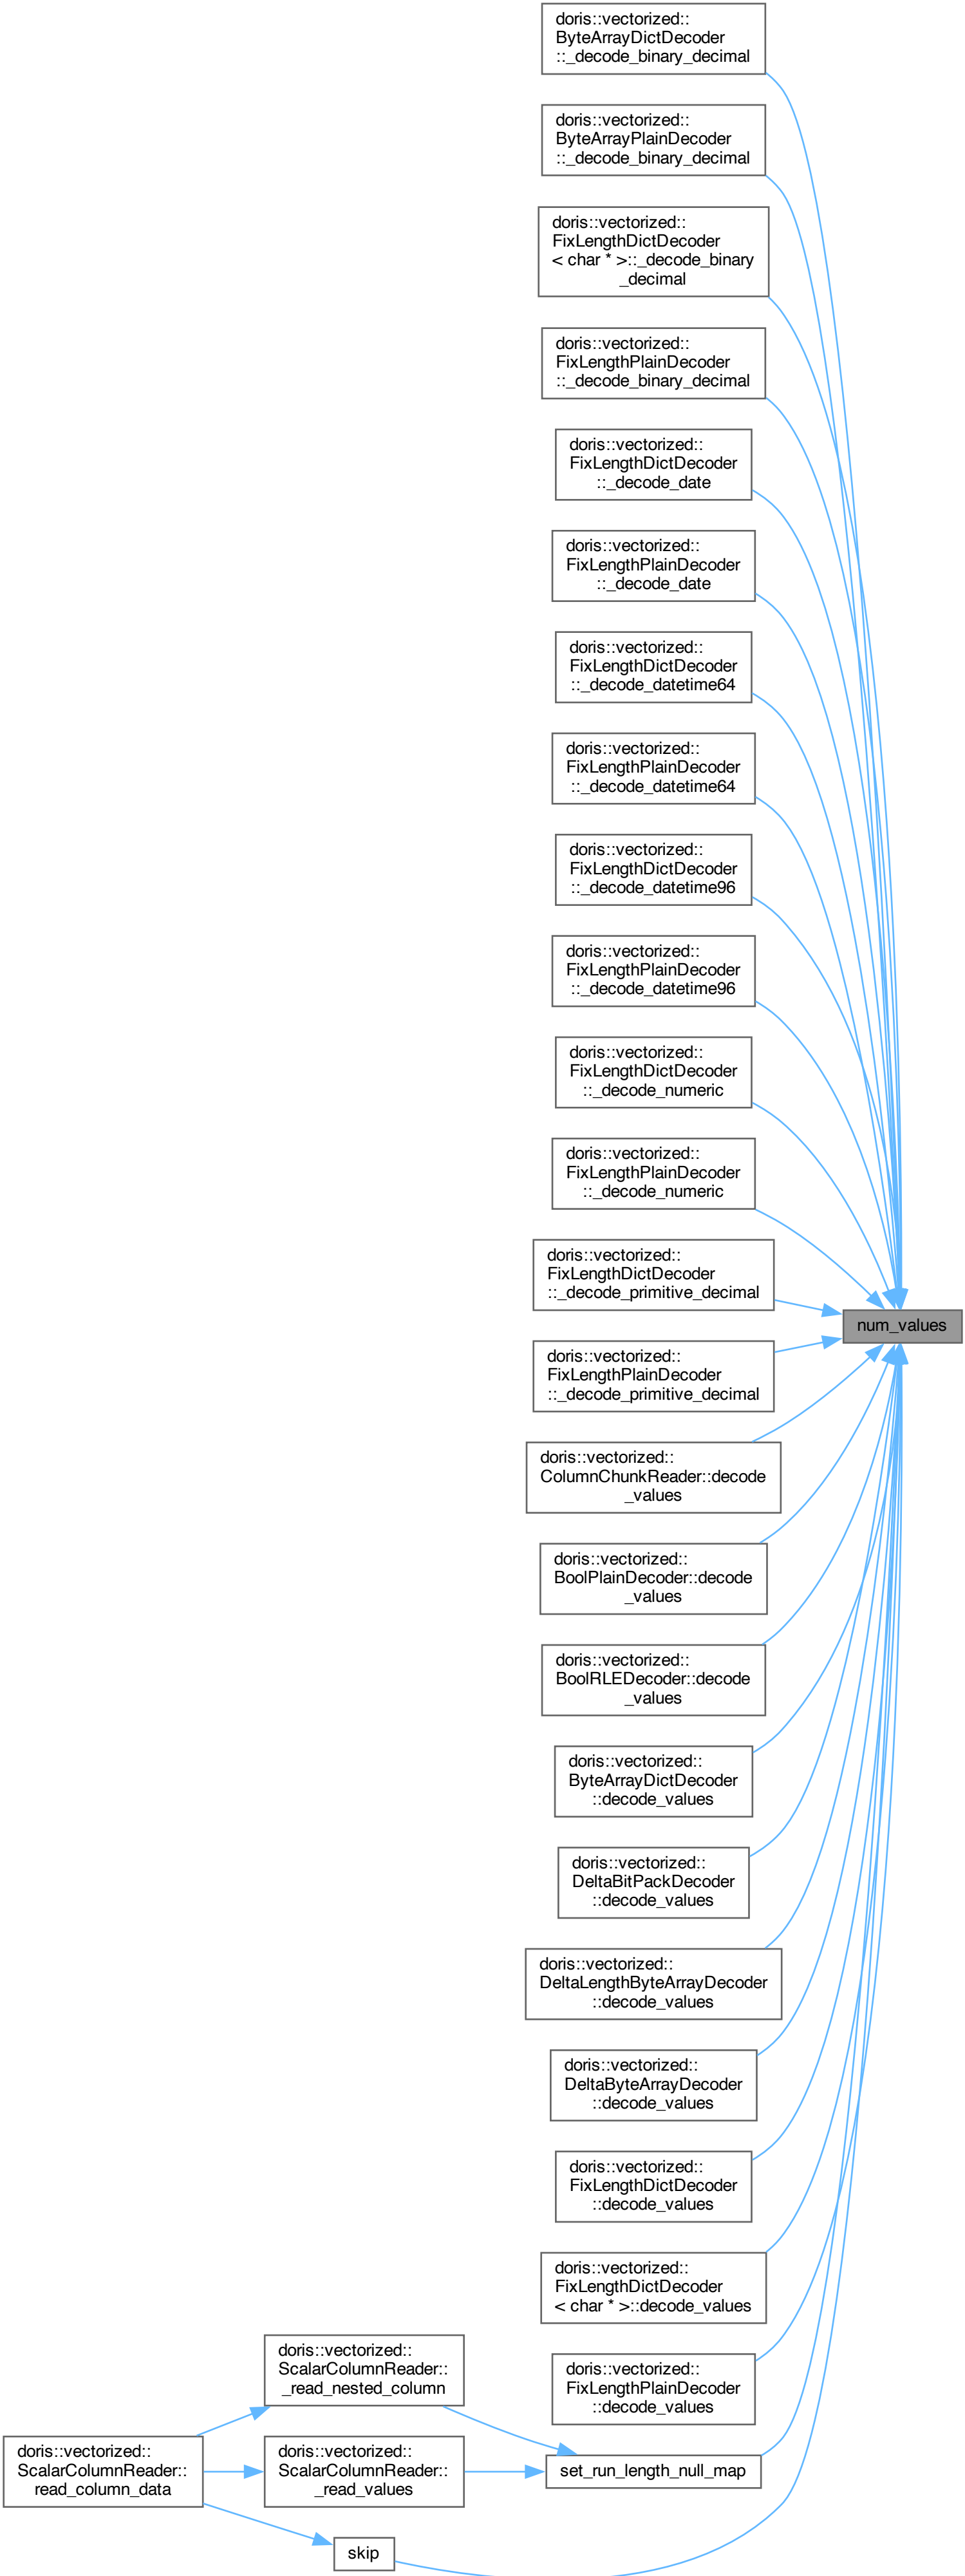 doris::vectorized::
ByteArrayDictDecoder
::_decode_binary_decimal
doris::vectorized::
ByteArrayPlainDecoder
::_decode_binary_decimal
doris::vectorized::
FixLengthDictDecoder
< char * >::_decode_binary
_decimal
doris::vectorized::
FixLengthPlainDecoder
::_decode_binary_decimal
doris::vectorized::
FixLengthDictDecoder
::_decode_date
doris::vectorized::
FixLengthPlainDecoder
::_decode_date
doris::vectorized::
FixLengthDictDecoder
::_decode_datetime64
doris::vectorized::
FixLengthPlainDecoder
::_decode_datetime64
doris::vectorized::
FixLengthDictDecoder
::_decode_datetime96
doris::vectorized::
FixLengthPlainDecoder
::_decode_datetime96
doris::vectorized::
FixLengthDictDecoder
::_decode_numeric
doris::vectorized::
FixLengthPlainDecoder
::_decode_numeric
doris::vectorized::
FixLengthDictDecoder
::_decode_primitive_decimal
num_values
doris::vectorized::
FixLengthPlainDecoder
::_decode_primitive_decimal
doris::vectorized::
ColumnChunkReader::decode
_values
doris::vectorized::
BoolPlainDecoder::decode
_values
doris::vectorized::
BoolRLEDecoder::decode
_values
doris::vectorized::
ByteArrayDictDecoder
::decode_values
doris::vectorized::
DeltaBitPackDecoder
::decode_values
doris::vectorized::
DeltaLengthByteArrayDecoder
::decode_values
doris::vectorized::
DeltaByteArrayDecoder
::decode_values
doris::vectorized::
FixLengthDictDecoder
::decode_values
doris::vectorized::
FixLengthDictDecoder
< char * >::decode_values
doris::vectorized::
FixLengthPlainDecoder
::decode_values
doris::vectorized::
ScalarColumnReader::
_read_nested_column
doris::vectorized::
ScalarColumnReader::
read_column_data
doris::vectorized::
ScalarColumnReader::
_read_values
set_run_length_null_map
skip